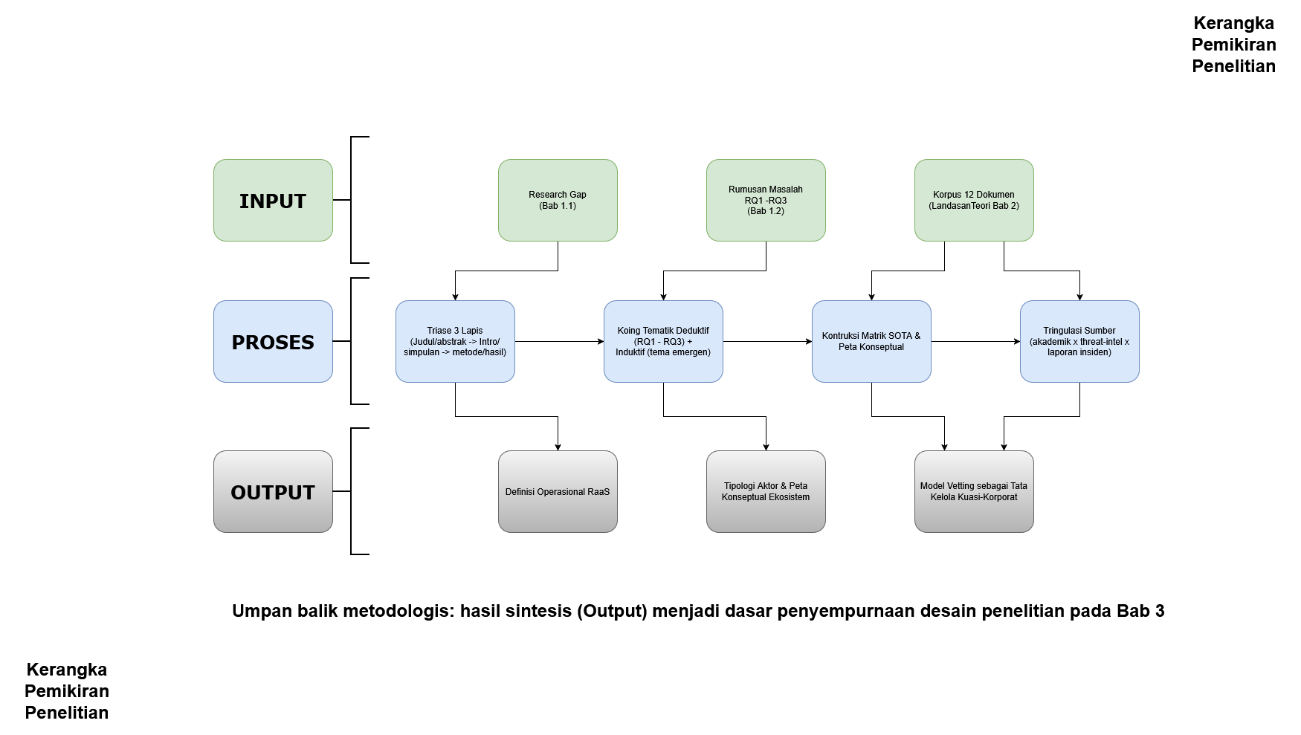 Kerangka
Pemikiran
Penelitian
INPUT
Research Gap
(Bab 1.1)
Rumusan Masalah
RQ1 -RQ3
(Bab 1.2)
Korpus 12 Dokumen
(LandasanTeori Bab 2)
PROSES
Triase 3 Lapis
(Judul/abstrak -> Intro/
simpulan -> metode/hasil)
Koing Tematik Deduktif
(RQ1 - RQ3) +
Induktif (tema emergen)
Kontruksi Matrik SOTA &
Peta Konseptual
Tringulasi Sumber
(akademik x threat-intel x
laporan insiden)
OUTPUT
Definisi Operasional RaaS
Tipologi Aktor & Peta
Konseptual Ekosistem
Model Vetting sebagai Tata
Kelola Kuasi-Korporat
Umpan balik metodologis: hasil sintesis (Output) menjadi dasar penyempurnaan desain penelitian pada Bab 3
Kerangka
Pemikiran
Penelitian